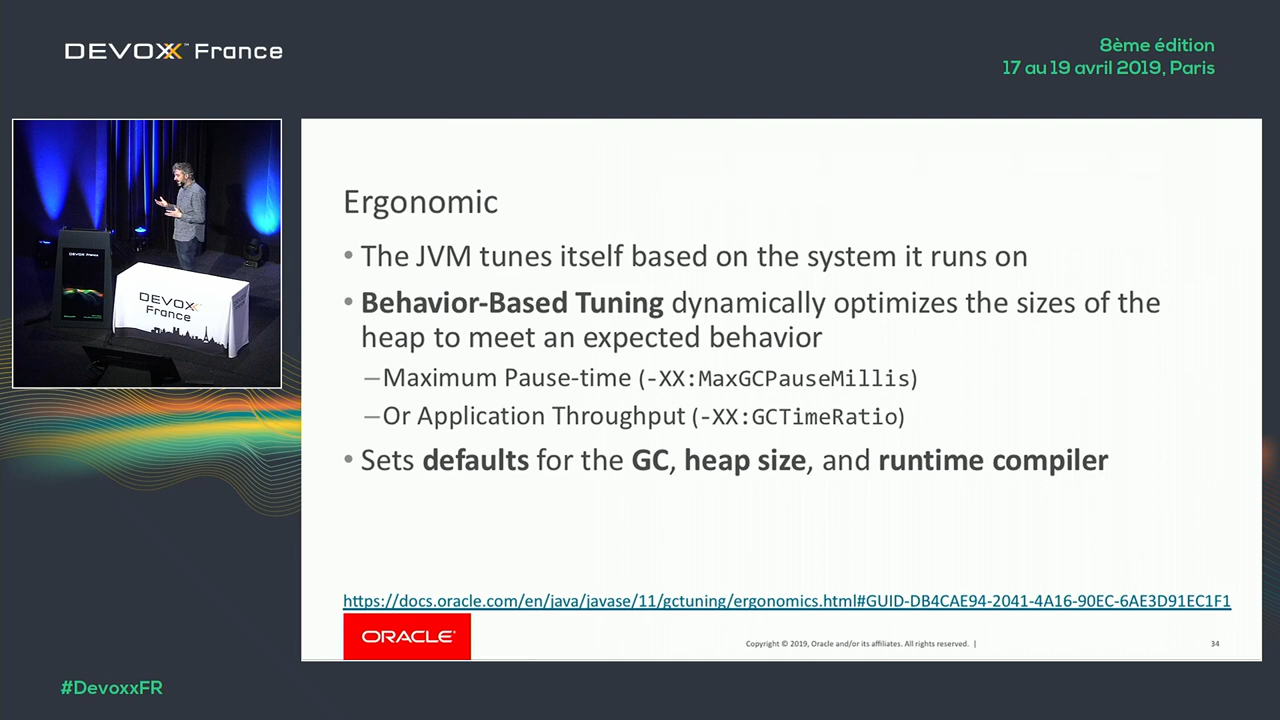 DEVOXX™ France
8ème édition
17 au 19 avril 2019, Paris
DEVOXX France
DEVOXX
France
Ergonomic
• The JVM tunes itself based on the system it runs on
• Behavior-Based Tuning dynamically optimizes the sizes of the
heap to meet an expected behavior
–Maximum Pause-time (-XX:MaxGCPauseMillis)
–Or Application Throughput (-XX:GCTimeRatio)
• Sets defaults for the GC, heap size, and runtime compiler
https://docs.oracle.com/en/java/javase/11/gctuning/ergonomics.html#GUID-DB4CAE94-2041-4A16-90EC-6AE3D91EC1F1
ORACLE®
Copyright © 2019, Oracle and/or its affiliates. All rights reserved. |
34
#DevoxxFR